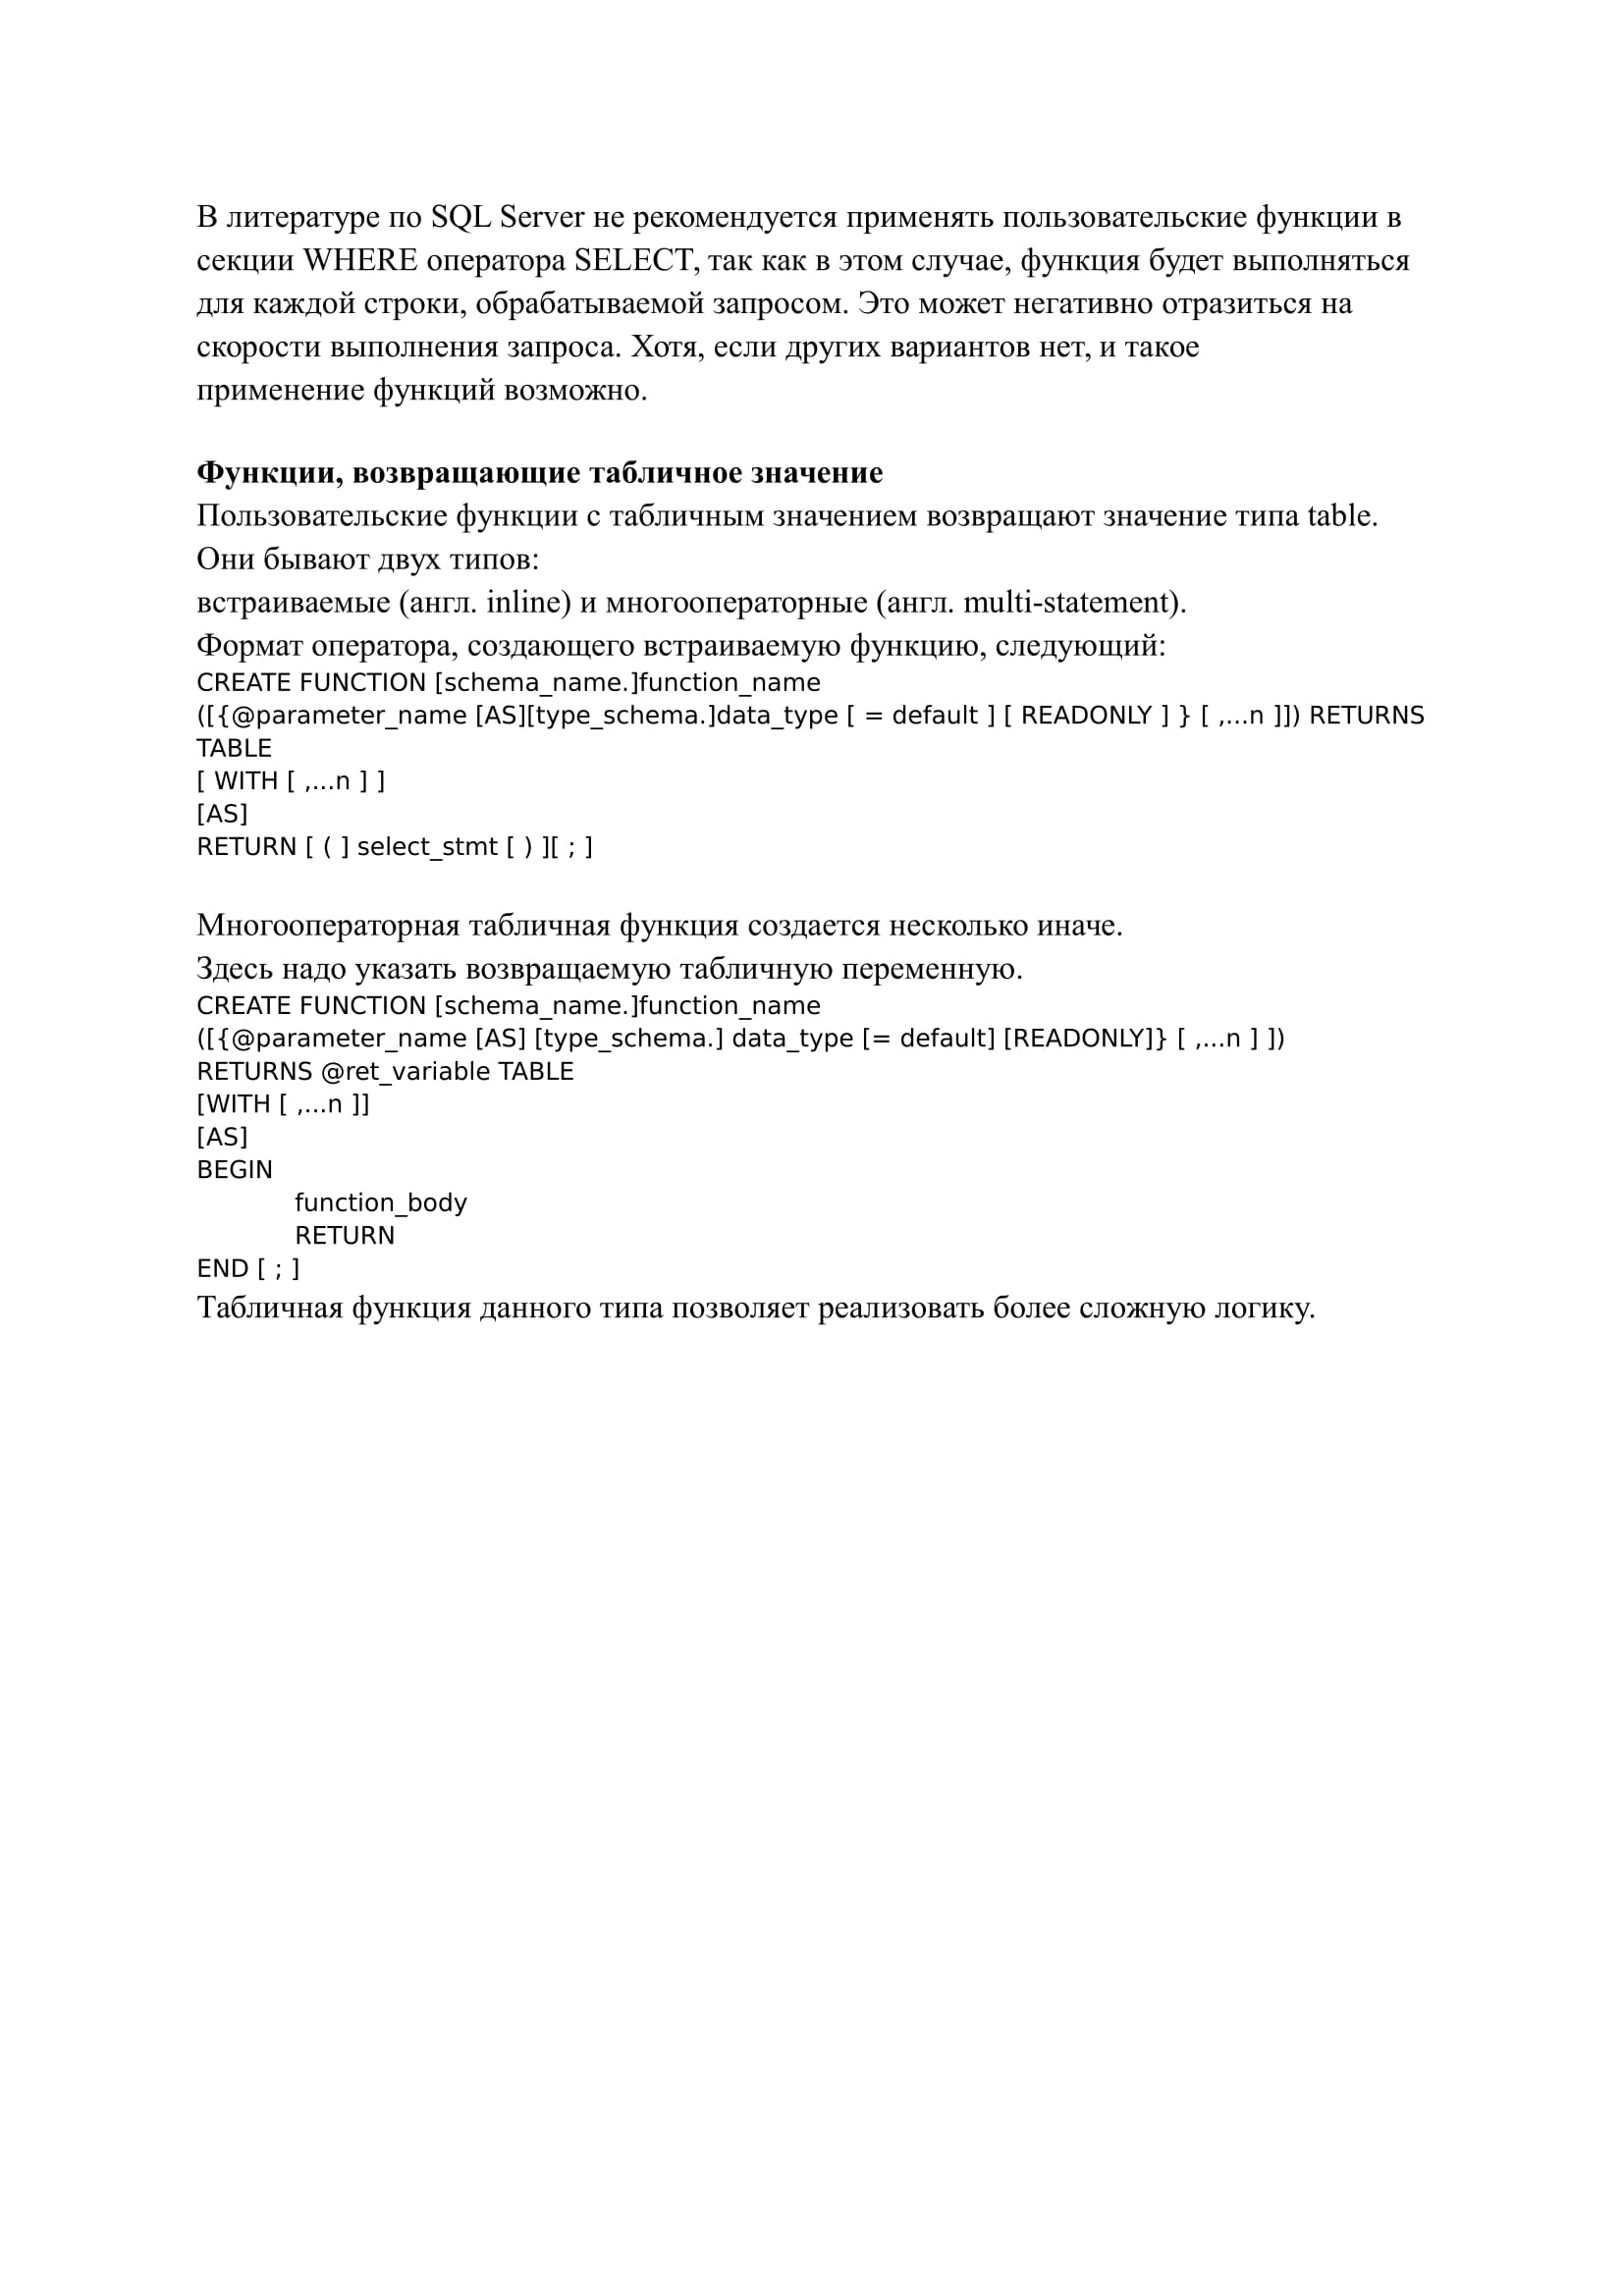 В литературе по SQL Server не рекомендуется применять пользовательские функции в
секции WHERE оператора SELECT, так как в этом случае, функция будет выполняться
для каждой строки, обрабатываемой запросом. Это может негативно отразиться на
скорости выполнения запроса. Хотя, если других вариантов нет, и такое
применение функций возможно.
Функции, возвращающие табличное значение
Пользовательские функции с табличным значением возвращают значение типа table.
Они бывают двух типов:
встраиваемые (англ. inline) и многооператорные (англ. multi-statement).
Формат оператора, создающего встраиваемую функцию, следующий:
CREATE FUNCTION [schema_name.]function_name
([{@parameter_name [AS][type_schema.]data_type [ = default ] [ READONLY ] } [ ,...n ]]) RETURNS
TABLE
[ WITH [ ,...n ] ]
[AS]
RETURN [ ( ] select_stmt [ ) ][ ; ]
Многооператорная табличная функция создается несколько иначе.
Здесь надо указать возвращаемую табличную переменную.
CREATE FUNCTION [schema_name.]function_name
([{@parameter_name [AS] [type_schema.] data_type [= default] [READONLY]} [ ,...n ] ])
RETURNS @ret_variable TABLE
[WITH [ ,...n ]]
[AS]
BEGIN
function_body
RETURN
END [ ; ]
Табличная функция данного типа позволяет реализовать более сложную логику.